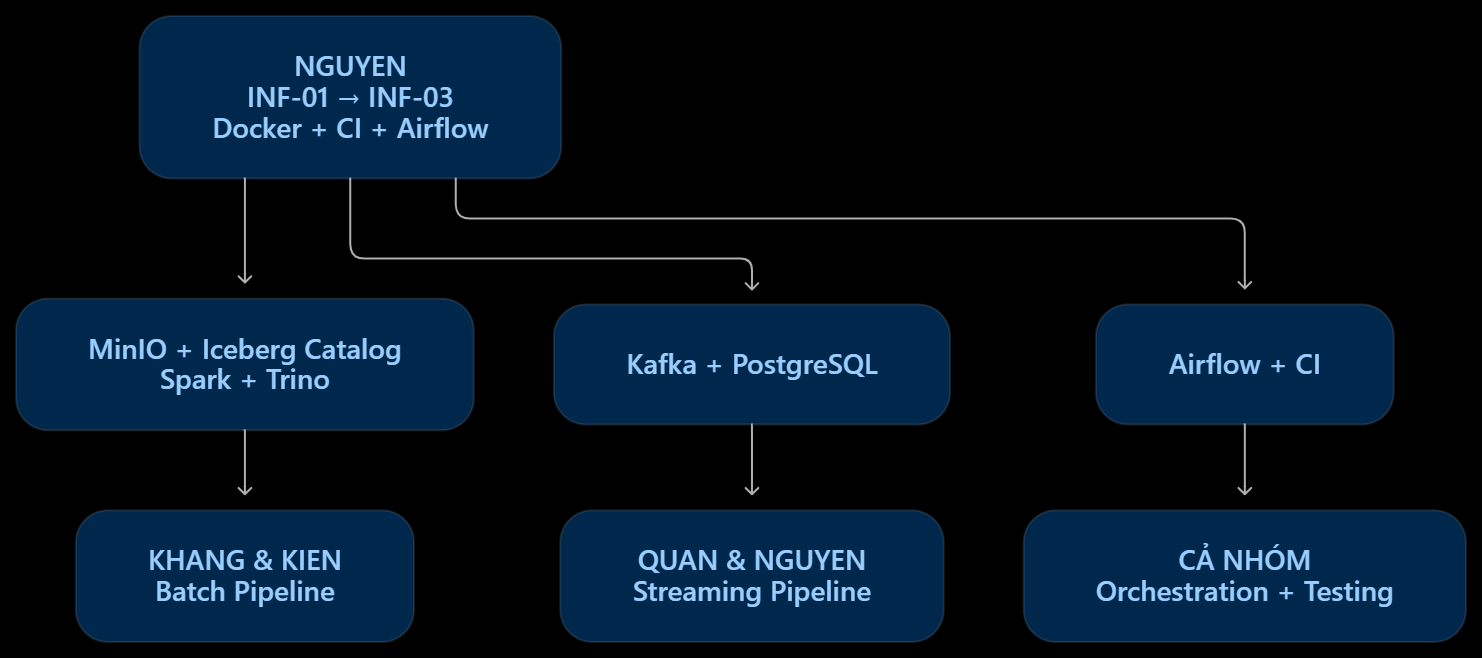 NGUYEN
INF-01 → INF-03
Docker + CI + Airflow
MinIO + Iceberg Catalog
Spark + Trino
Kafka + PostgreSQL
Airflow + CI
KHANG & KIEN
Batch Pipeline
QUAN & NGUYEN
Streaming Pipeline
CẢ NHÓM
Orchestration + Testing